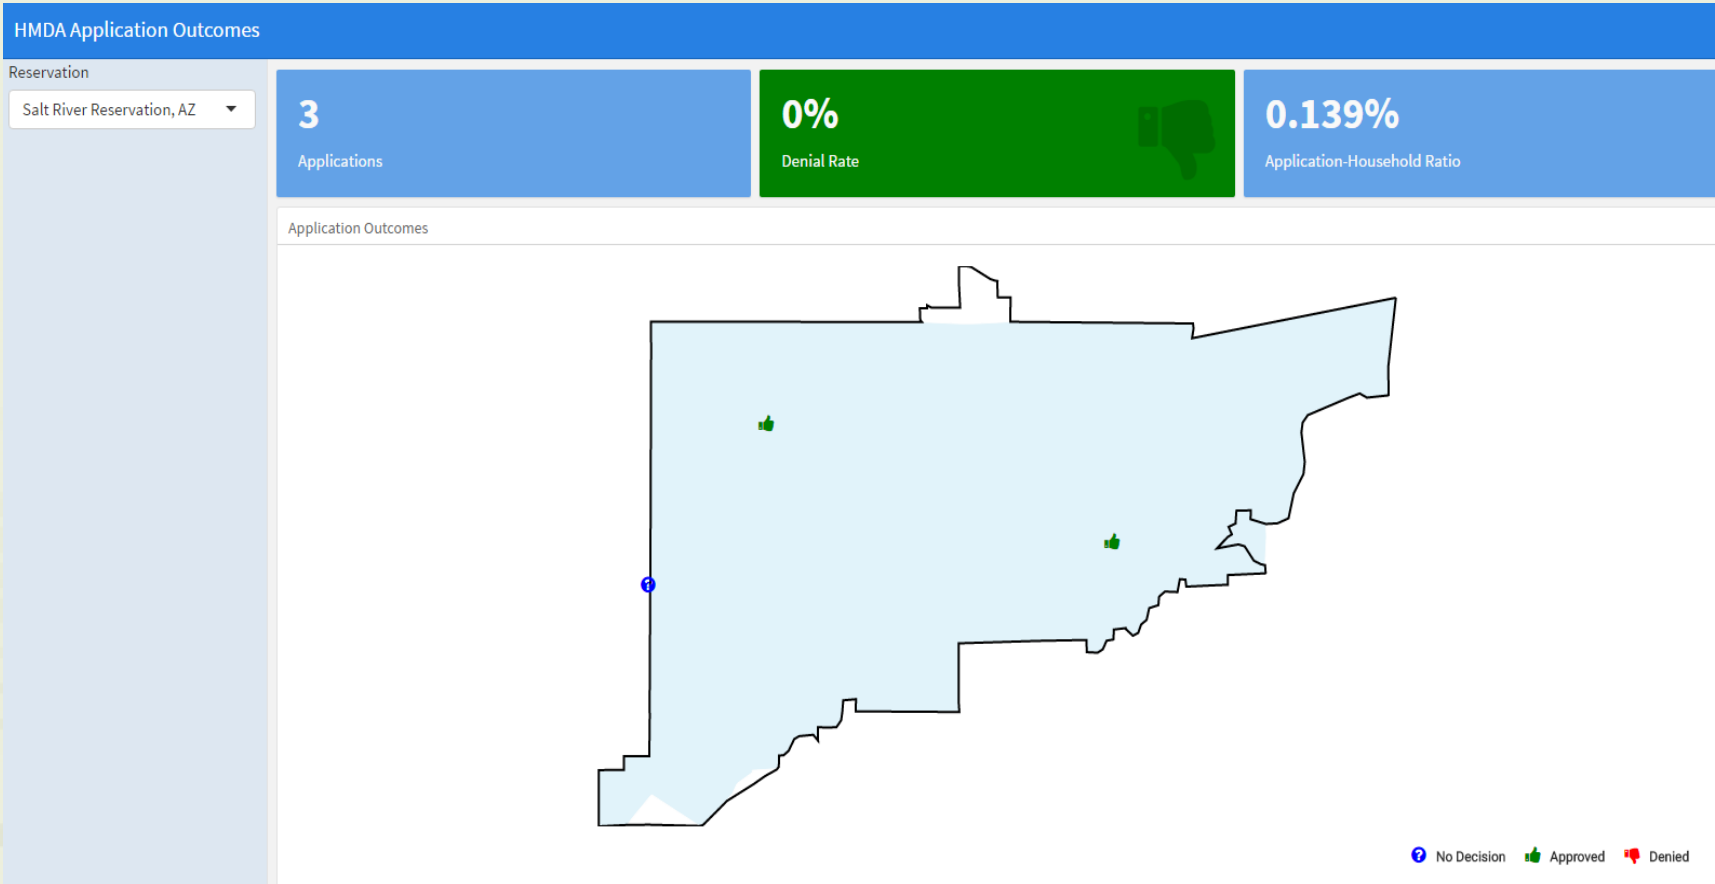 HMDA Application Outcomes
Reservation
Salt River Reservation, AZ
3
Applications
0%
Denial Rate
0.139%
Application-Household Ratio
Application Outcomes
? No Decision Approved Denied